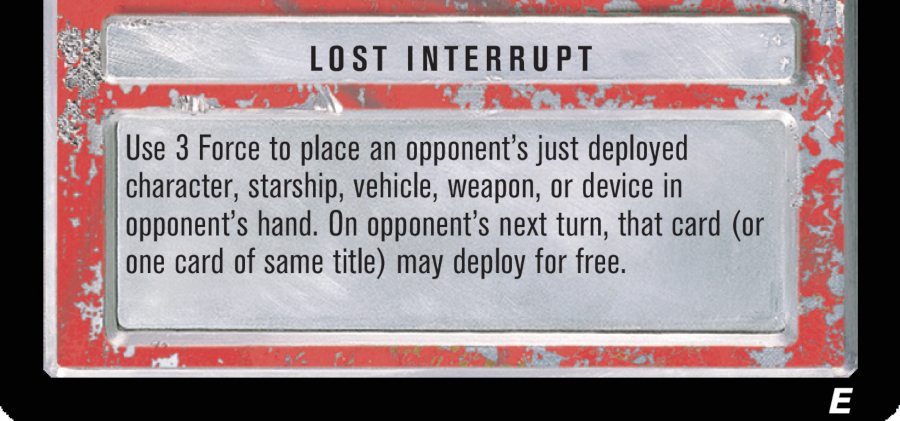 LOST INTERRUPT
Use 3 Force to place an opponent's just deployed
character, starship, vehicle, weapon, or device in
opponent's hand. On opponent's next turn, that card (or
one card of same title) may deploy for free.
E